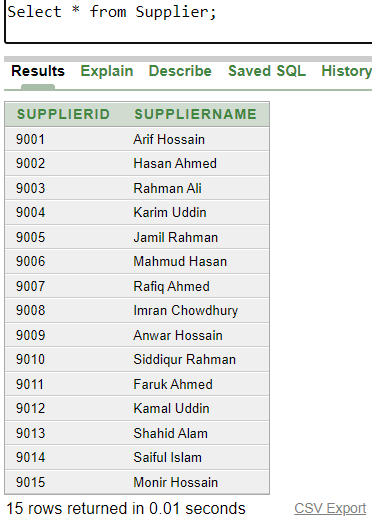 Select * from Supplier;
Results Explain Describe Saved SQL History
SUPPLIERID SUPPLIERNAME
9001 Arif Hossain
9002 Hasan Ahmed
9003 Rahman Ali
9004 Karim Uddin
9005 Jamil Rahman
9006 Mahmud Hasan
9007 Rafiq Ahmed
9008 Imran Chowdhury
9009 Anwar Hossain
9010 Siddiqur Rahman
9011 Faruk Ahmed
9012 Kamal Uddin
9013 Shahid Alam
9014 Saiful Islam
9015 Monir Hossain
15 rows returned in 0.01 seconds CSV Export